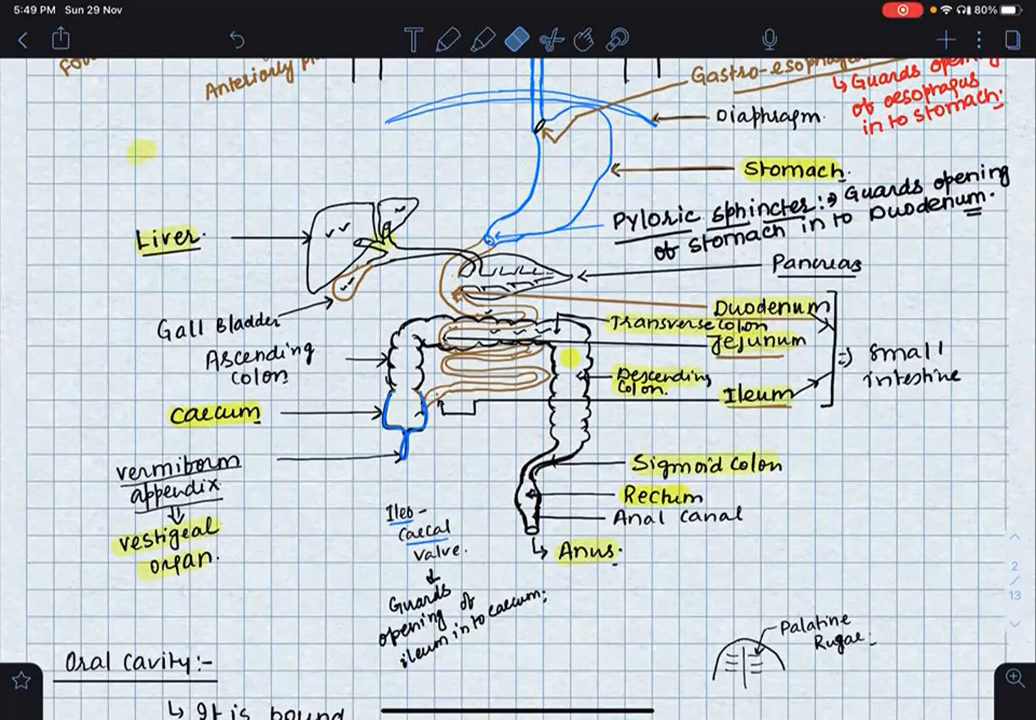 5:49 PM Sun 29 Nov
80%
Anteriorly
Gastro-esophag
↳ Guards opening
of oesophagus
in to stomach.
Diaphragm.
Stomach.
Pyloric sphincter:→ Guards opening
of stomach in to Duodenum.
Liver.
Pancreas
Gall Bladder
Duodenum
Transverse colon
Jejunum
Small
intestine
Ascending
colon
Descending
colon.
Ileum
Caecum
vermiborm
appendix
vestigeal
organ.
Sigmoid colon
Rectum
Anal canal
Anus.
Ileo-
Caecal
valve.
Guards
opening of
ileum in to caecum.
Palatine
Rugae
Oral cavity:-
↳ It is bound
2
/
13